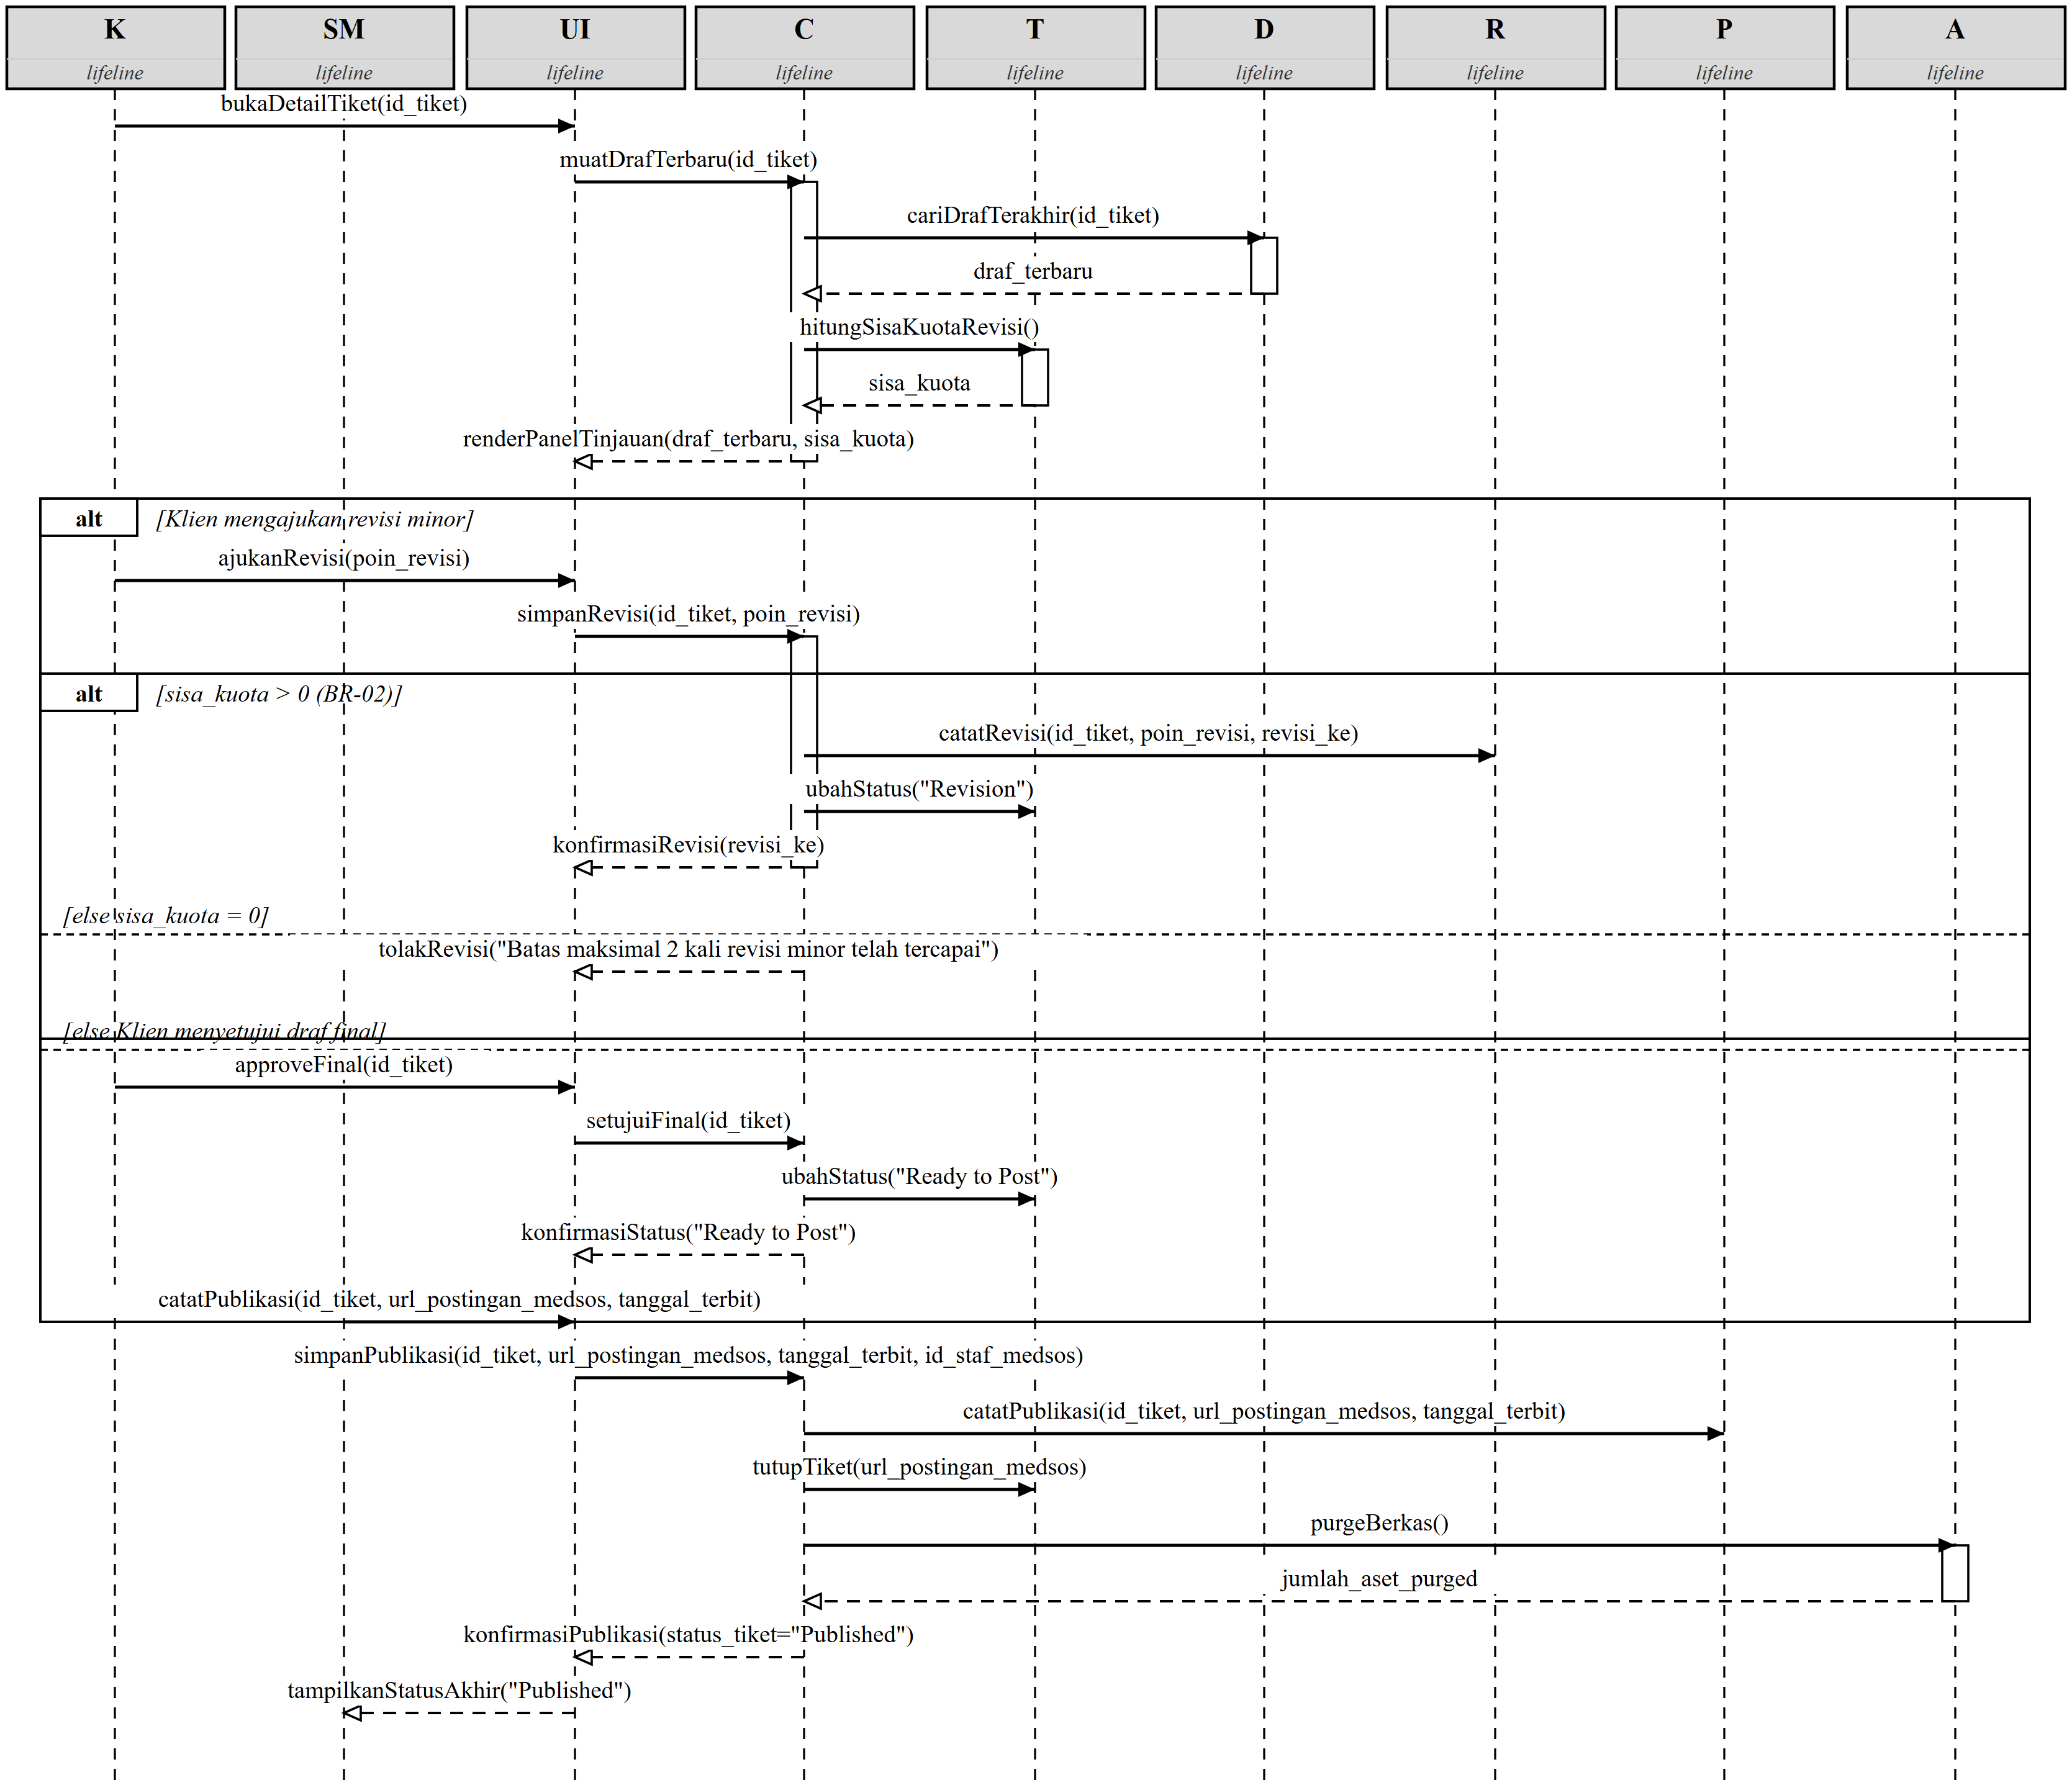 K SM UI C T D R P A
lifeline lifeline lifeline lifeline lifeline lifeline lifeline lifeline lifeline
bukaDetailTiket(id_tiket)
muatDrafTerbaru(id_tiket)
cariDrafTerakhir(id_tiket)
draf_terbaru
hitungSisaKuotaRevisi()
sisa_kuota
renderPanelTinjauan(draf_terbaru, sisa_kuota)
alt [Klien mengajukan revisi minor]
ajukanRevisi(poin_revisi)
simpanRevisi(id_tiket, poin_revisi)
alt [sisa_kuota > 0 (BR-02)]
catatRevisi(id_tiket, poin_revisi, revisi_ke)
ubahStatus("Revision")
konfirmasiRevisi(revisi_ke)
[else sisa_kuota = 0]
tolakRevisi("Batas maksimal 2 kali revisi minor telah tercapai")
[else Klien menyetujui draf final]
approveFinal(id_tiket)
setujuiFinal(id_tiket)
ubahStatus("Ready to Post")
konfirmasiStatus("Ready to Post")
catatPublikasi(id_tiket, url_postingan_medsos, tanggal_terbit)
simpanPublikasi(id_tiket, url_postingan_medsos, tanggal_terbit, id_staf_medsos)
catatPublikasi(id_tiket, url_postingan_medsos, tanggal_terbit)
tutupTiket(url_postingan_medsos)
purgeBerkas()
jumlah_aset_purged
konfirmasiPublikasi(status_tiket="Published")
tampilkanStatusAkhir("Published")